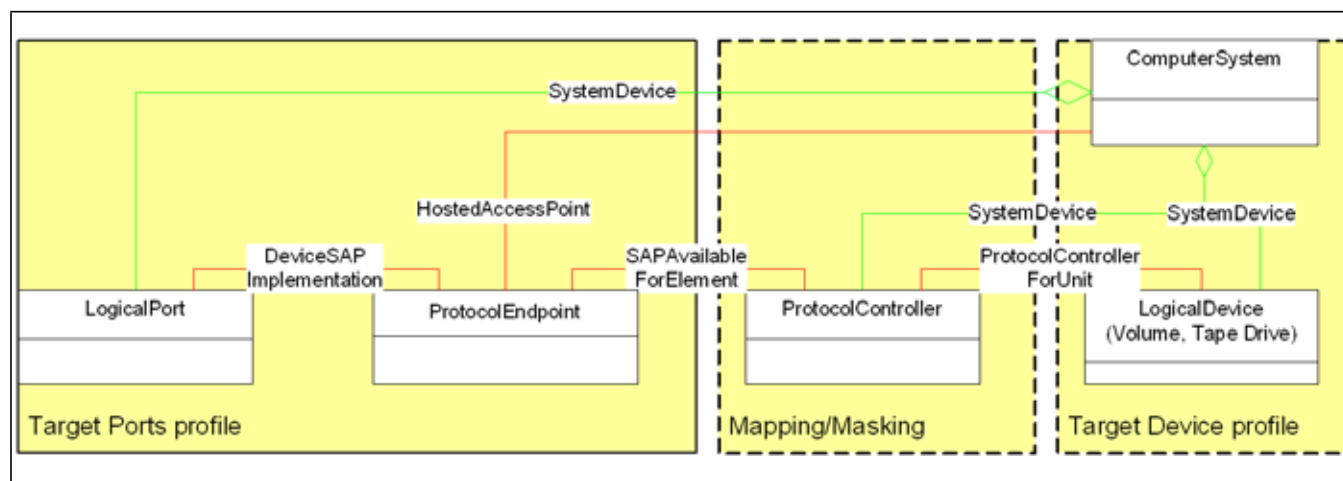 ComputerSystem
SystemDevice
HostedAccessPoint
SystemDevice
SystemDevice
DeviceSAP
Implementation
SAPAvailable
ForElement
ProtocolController
ForUnit
LogicalPort
ProtocolEndpoint
ProtocolController
LogicalDevice
(Volume, Tape Drive)
Target Ports profile
Mapping/Masking
Target Device profile